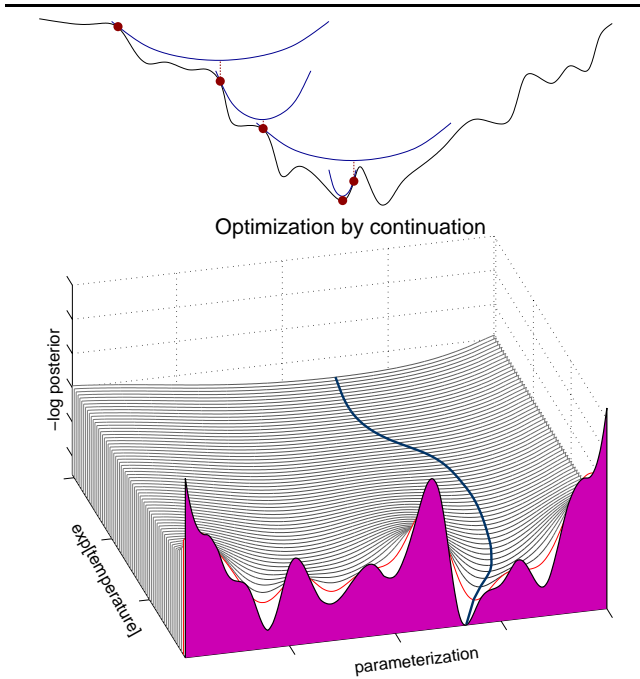 Optimization by continuation
−log posterior
exp[temperature]
parameterization